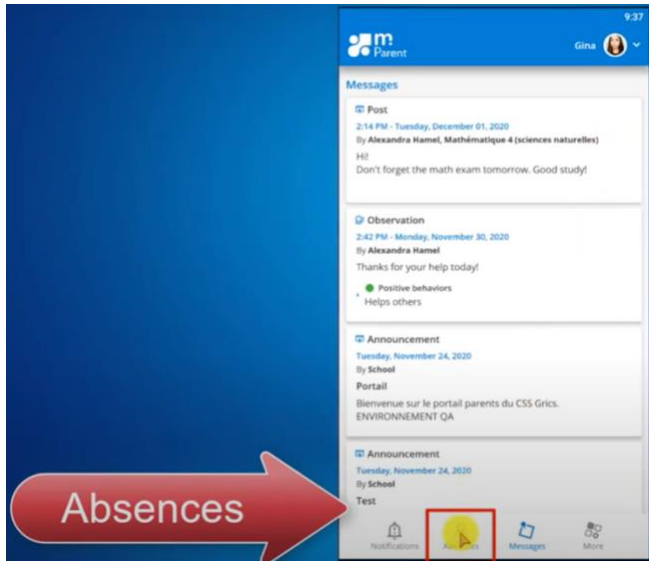 9:37
m
Parent
Gina
Messages
Post
2:14 PM - Tuesday, December 01, 2020
By Alexandra Hamel, Mathématique 4 (sciences naturelles)
Hi!
Don't forget the math exam tomorrow. Good study!
Observation
2:42 PM - Monday, November 30, 2020
By Alexandra Hamel
Thanks for your help today!
Positive behaviors
Helps others
Announcement
Tuesday, November 24, 2020
By School
Portail
Bienvenue sur le portail parents du CSS Grics.
ENVIRONNEMENT QA
Announcement
Tuesday, November 24, 2020
By School
Test
Absences
Notifications
Messages
More